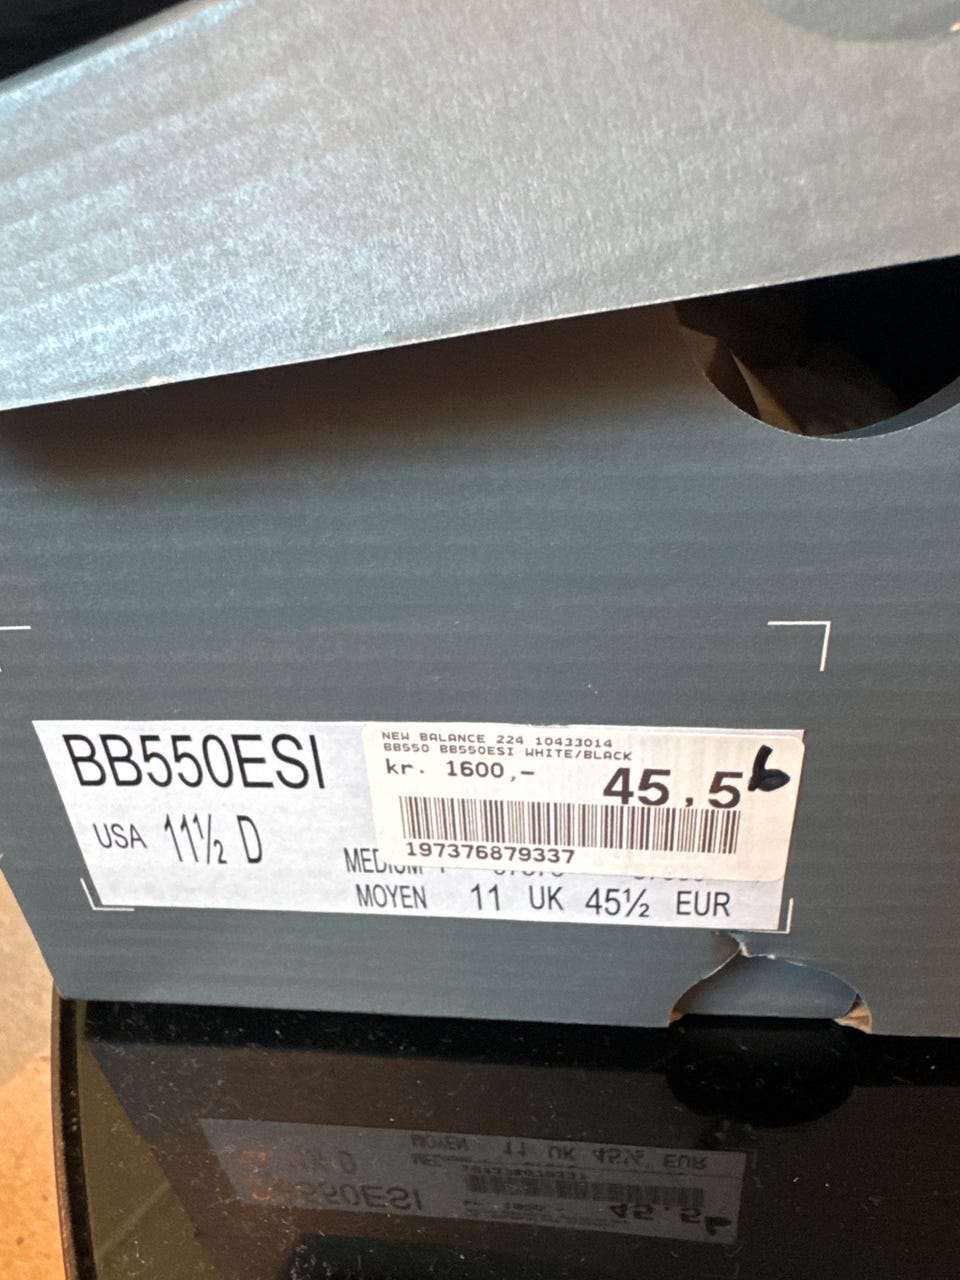 BB550ESI
USA 11½ D
NEW BALANCE 224 10433014
BB550 BB550ESI WHITE/BLACK
kr. 1600,-
45,5 b
197376879337
MEDIUM
MOYEN 11 UK 45½ EUR